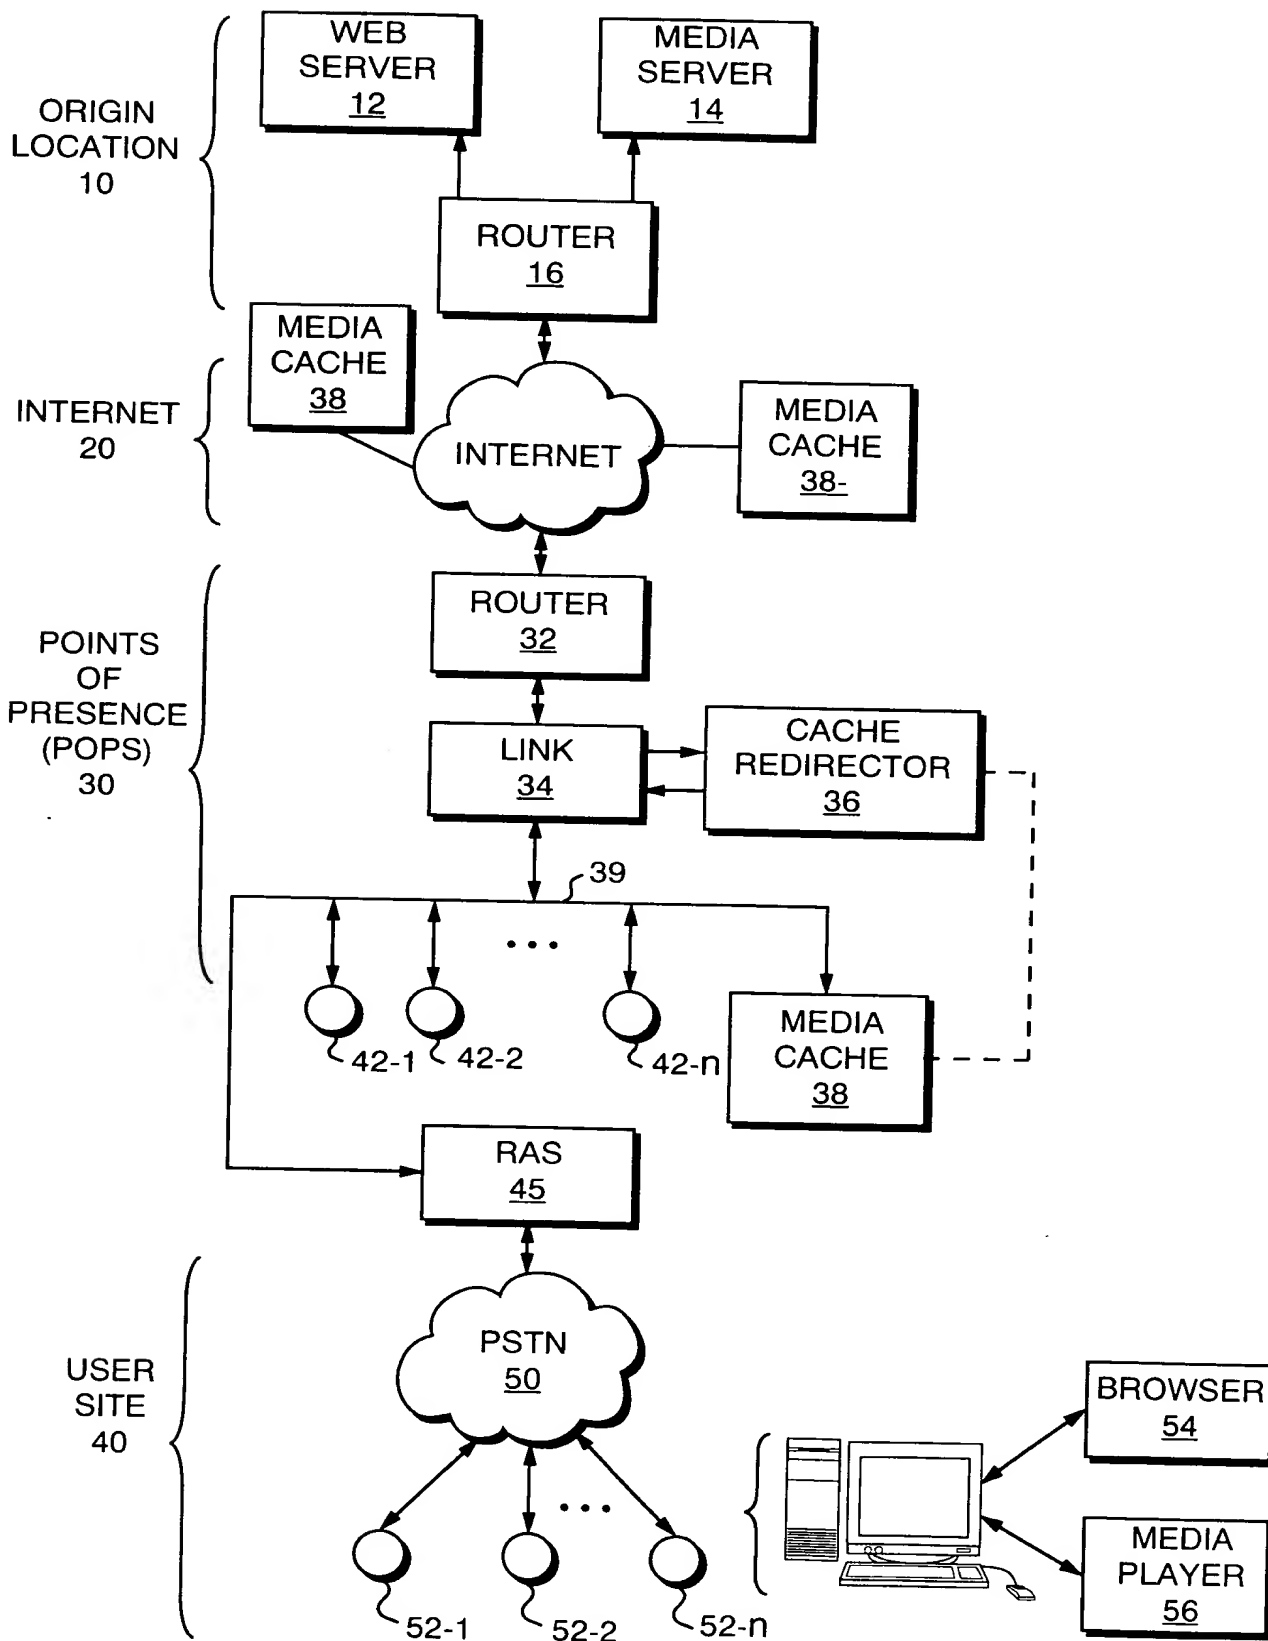 WEB
SERVER
12
MEDIA
SERVER
14
ORIGIN
LOCATION
10
ROUTER
16
MEDIA
CACHE
38
INTERNET
20
INTERNET
MEDIA
CACHE
38-
ROUTER
32
POINTS
OF
PRESENCE
(POPS)
30
LINK
34
CACHE
REDIRECTOR
36
39
42-1
42-2
42-n
MEDIA
CACHE
38
RAS
45
PSTN
50
USER
SITE
40
BROWSER
54
MEDIA
PLAYER
56
52-1
52-2
52-n